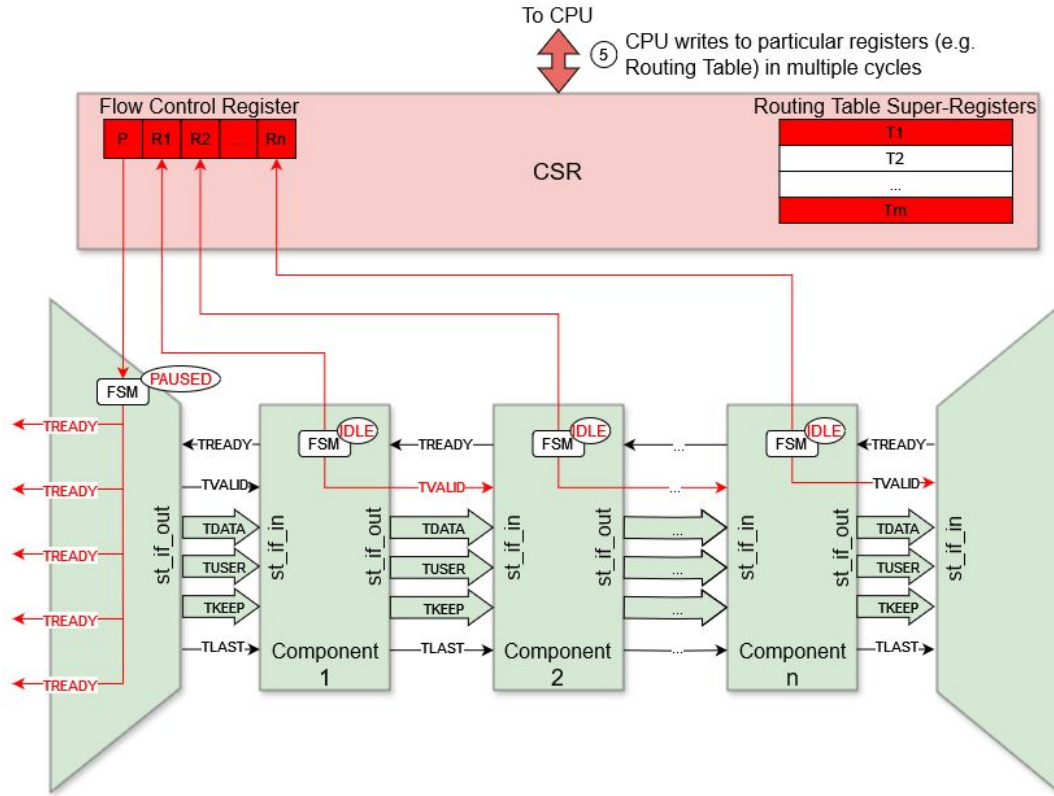 To CPU
5
CPU writes to particular registers (e.g.
Routing Table) in multiple cycles
Flow Control Register
Routing Table Super-Registers
P R1 R2 ... Rn
T1
T2
...
Tm
CSR
FSM
PAUSED
TREADY
TREADY
TREADY
TREADY
TREADY
st_if_out
TREADY
TVALID
TDATA
TUSER
TKEEP
TLAST
st_if_in
FSM
IDLE
st_if_out
Component
1
TREADY
TVALID
TDATA
TUSER
TKEEP
TLAST
st_if_in
FSM
IDLE
st_if_out
Component
2
...
...
...
...
...
...
st_if_in
FSM
IDLE
st_if_out
Component
n
TREADY
TVALID
TDATA
TUSER
TKEEP
TLAST
st_if_in